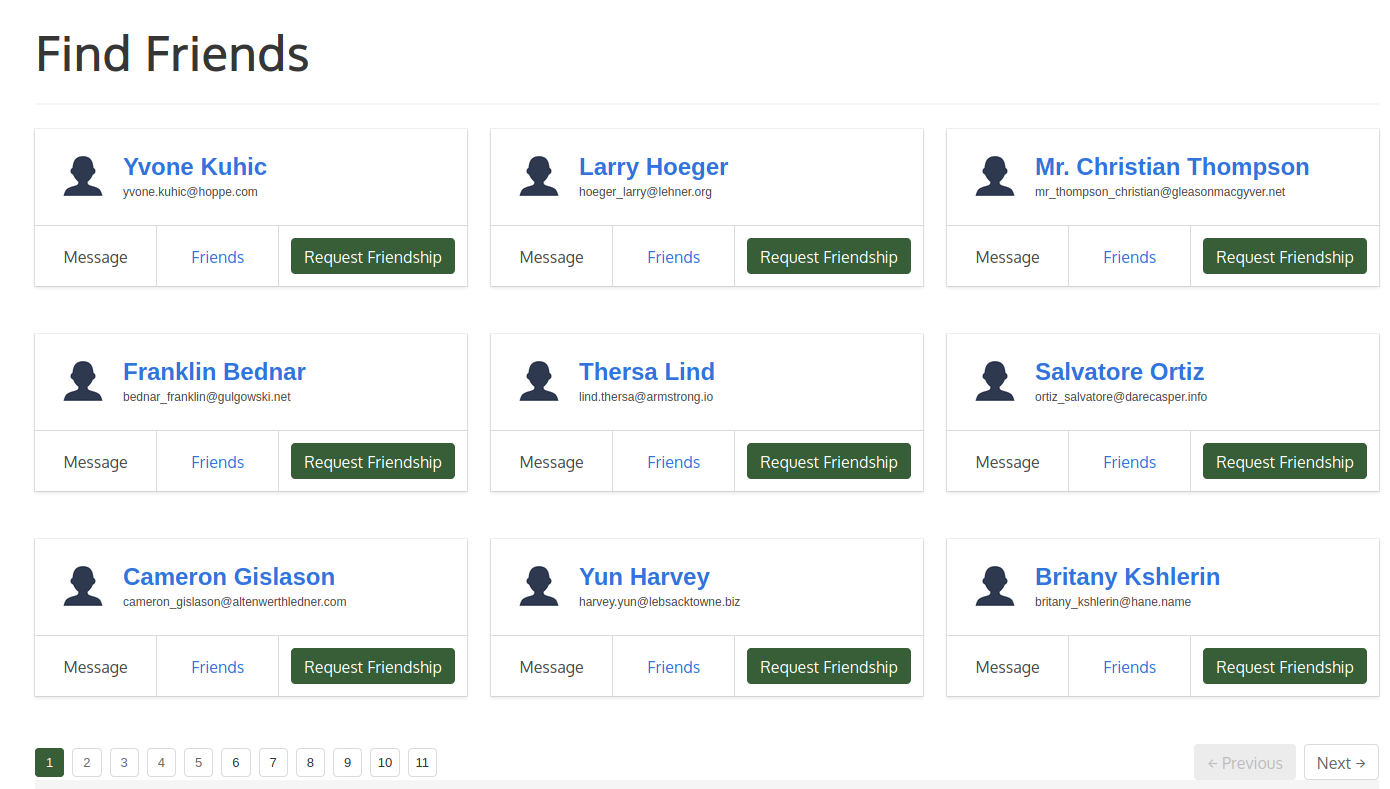 Find Friends
Yvone Kuhic
yvone.kuhic@hoppe.com
Message Friends Request Friendship
Larry Hoeger
hoeger_larry@lehner.org
Message Friends Request Friendship
Mr. Christian Thompson
mr_thompson_christian@gleasonmacgyver.net
Message Friends Request Friendship
Franklin Bednar
bednar_franklin@gulgowski.net
Message Friends Request Friendship
Thersa Lind
lind.thersa@armstrong.io
Message Friends Request Friendship
Salvatore Ortiz
ortiz_salvatore@darecasper.info
Message Friends Request Friendship
Cameron Gislason
cameron_gislason@altenwerthledner.com
Message Friends Request Friendship
Yun Harvey
harvey.yun@lebsacktowne.biz
Message Friends Request Friendship
Britany Kshlerin
britany_kshlerin@hane.name
Message Friends Request Friendship
1 2 3 4 5 6 7 8 9 10 11 ← Previous Next →